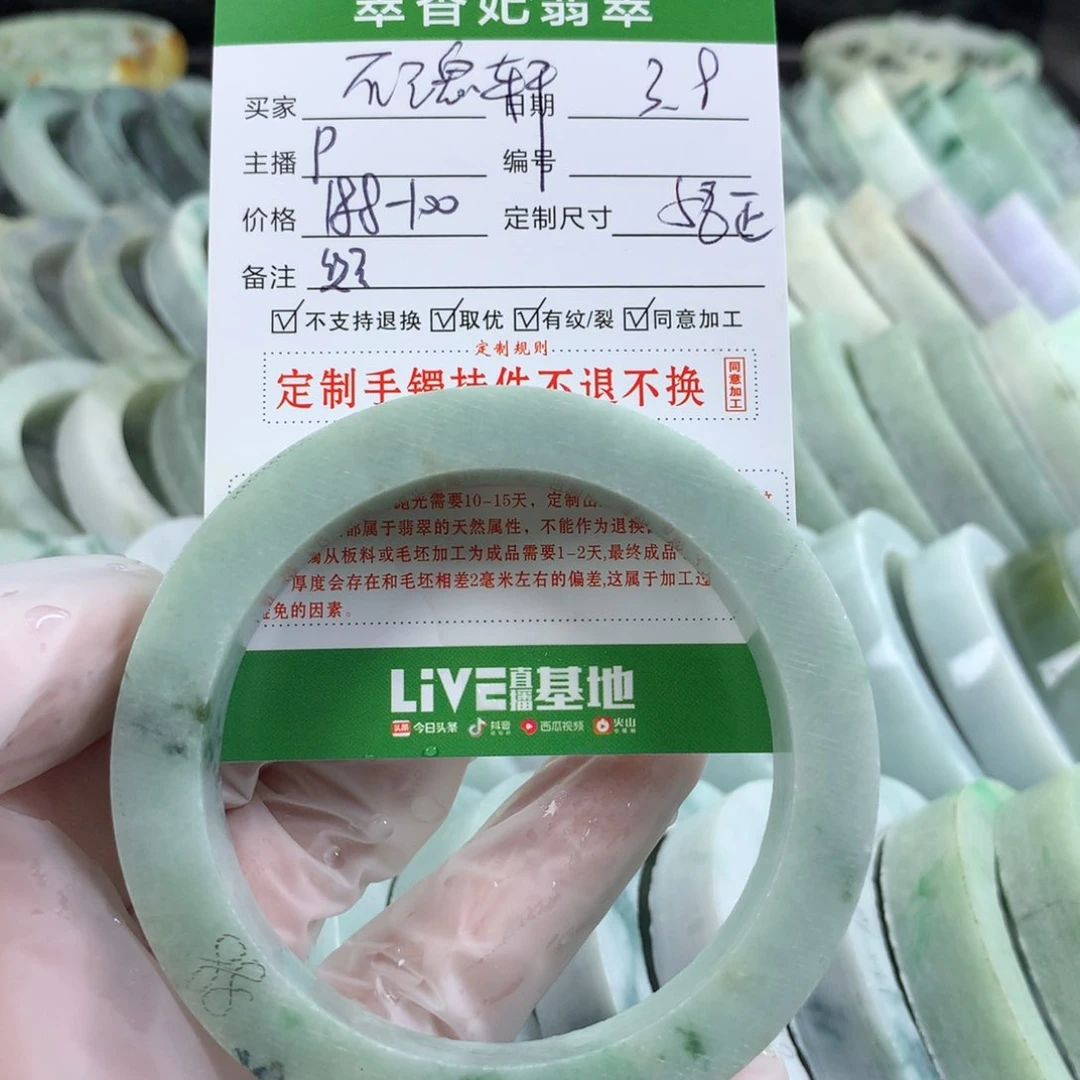 翠香妃翡翠
买家 日期 3.9
主播 P 编号
价格 188-100 定制尺寸 58正
备注
不支持退换 取优 有纹/裂 同意加工
定制规则
定制手镯挂件不退不换 同意加工
抛光需要10-15天，定制出
都属于翡翠的天然属性，不能作为退换
从板料或毛坯加工为成品需要1-2天,最终成品
厚度会存在和毛坯相差2毫米左右的偏差,这属于加工
避免的因素。
LiVE直播基地
头条 今日头条 抖音 西瓜视频 火山